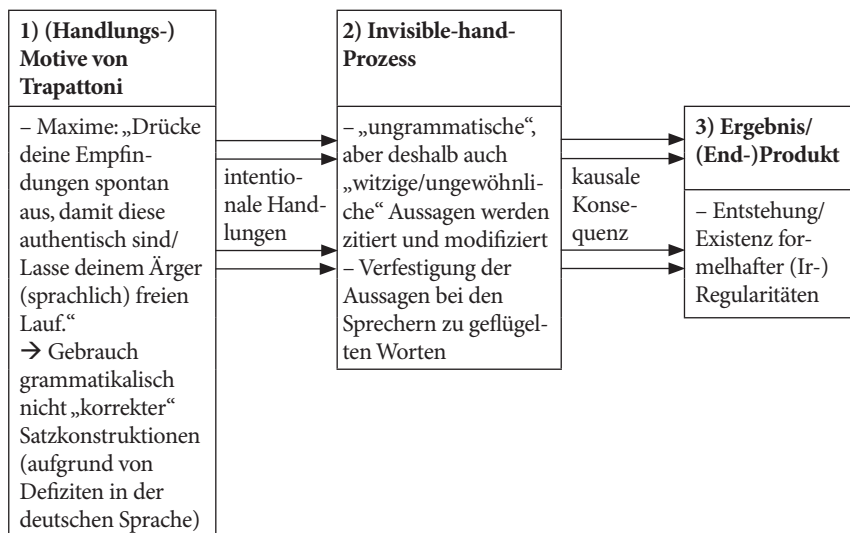 1) (Handlungs-)
Motive von
Trapattoni
– Maxime: „Drücke
deine Empfin-
dungen spontan
aus, damit diese
authentisch sind/
Lasse deinem Ärger
(sprachlich) freien
Lauf.“
→ Gebrauch
grammatikalisch
nicht „korrekter“
Satzkonstruktionen
(aufgrund von
Defiziten in der
deutschen Sprache)
intentio-
nale Hand-
lungen
2) Invisible-hand-
Prozess
– „ungrammatische“,
aber deshalb auch
„witzige/ungewöhnli-
che“ Aussagen werden
zitiert und modifiziert
– Verfestigung der
Aussagen bei den
Sprechern zu geflügel-
ten Worten
kausale
Konse-
quenz
3) Ergebnis/
(End-)Produkt
– Entstehung/
Existenz for-
melhafter (Ir-)
Regularitäten